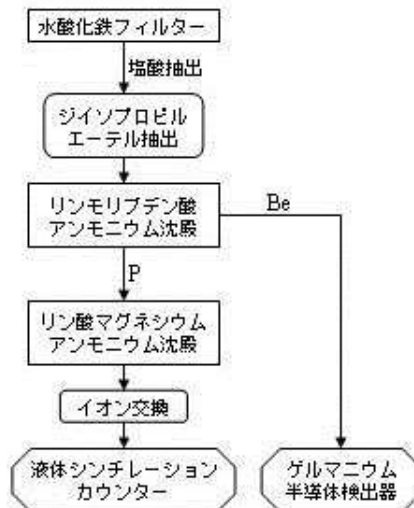 水酸化鉄フィルター
塩酸抽出
ジイソプロピル
エーテル抽出
リンモリブデン酸
アンモニウム沈殿
Be
P
リン酸マグネシウム
アンモニウム沈殿
イオン交換
液体シンチレーション
カウンター
ゲルマニウム
半導体検出器